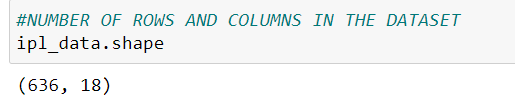 #NUMBER OF ROWS AND COLUMNS IN THE DATASET
ipl_data.shape
(636, 18)